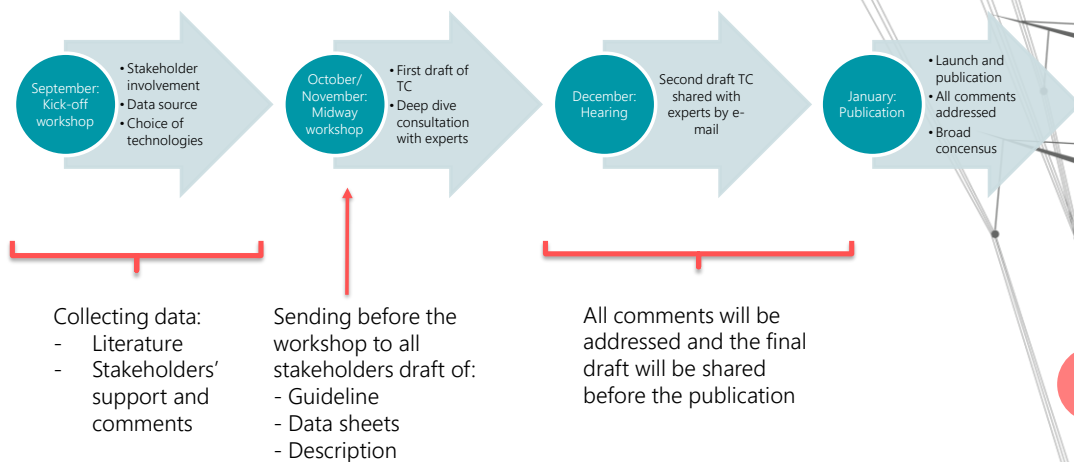 September:
Kick-off
workshop
• Stakeholder
involvement
• Data source
• Choice of
technologies
October/
November:
Midway
workshop
• First draft of
TC
• Deep dive
consultation
with experts
December:
Hearing
Second draft TC
shared with
experts by e-
mail
January:
Publication
• Launch and
publication
• All comments
addressed
• Broad
concensus
Collecting data:
- Literature
- Stakeholders’
support and
comments
Sending before the
workshop to all
stakeholders draft of:
- Guideline
- Data sheets
- Description
All comments will be
addressed and the final
draft will be shared
before the publication